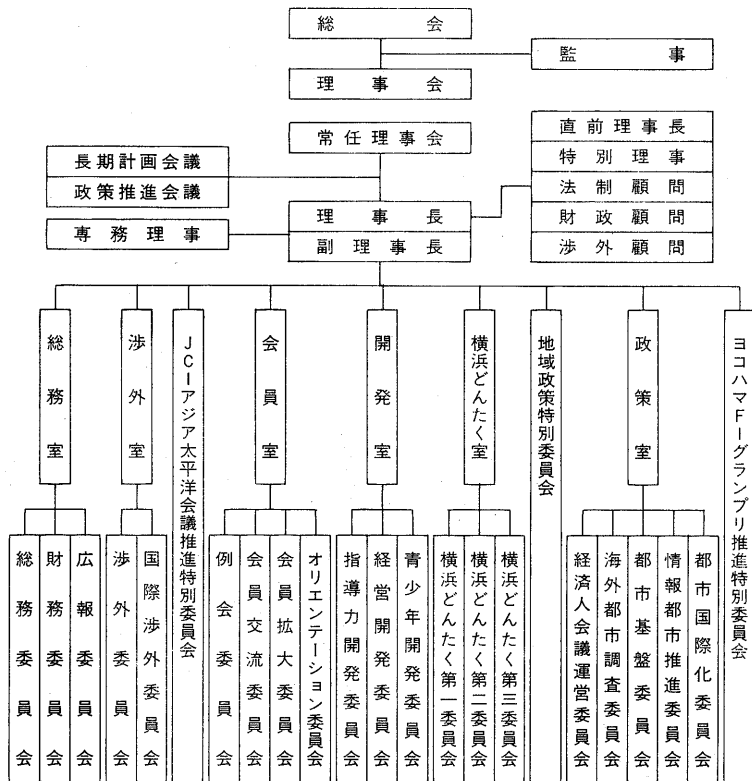 総会
監事
理事会
常任理事会
長期計画会議
政策推進会議
直前理事長
特別理事
法制顧問
財政顧問
渉外顧問
理事長
副理事長
専務理事
総務室
渉外室
JCIアジア太平洋会議推進特別委員会
会員室
開発室
横浜どんたく室
地域政策特別委員会
政策室
ヨコハマFIグランプリ推進特別委員会
総務委員会
財務委員会
広報委員会
渉外委員会
国際渉外委員会
例会委員会
会員交流委員会
会員拡大委員会
オリエンテーション委員会
指導力開発委員会
経営開発委員会
青少年開発委員会
横浜どんたく第一委員会
横浜どんたく第二委員会
横浜どんたく第三委員会
経済人会議運営委員会
海外都市調査委員会
都市基盤委員会
情報都市推進委員会
都市国際化委員会